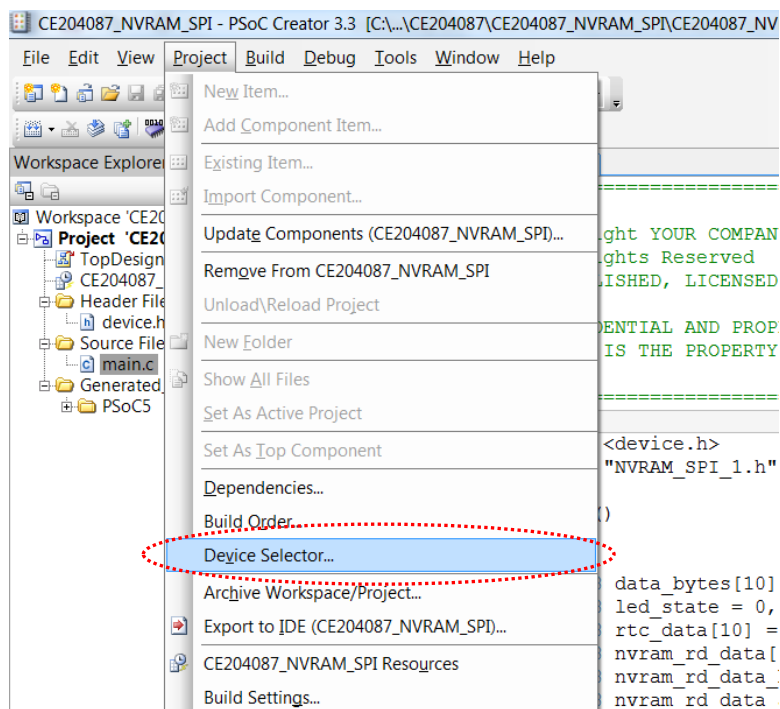 CE204087_NVRAM_SPI - PSoC Creator 3.3 [C:\...\CE204087\CE204087_NVRAM_SPI\CE204087_NV
File Edit View Project Build Debug Tools Window Help
New Item...
Add Component Item...
Workspace Explore
Existing Item...
Import Component...
Workspace 'CE20
Update Components (CE204087_NVRAM_SPI)...
ght YOUR COMPAN
Project 'CE20
TopDesign
ghts Reserved
Remove From CE204087_NVRAM_SPI
CE204087_
LISHED, LICENSED
Header File
Unload\Reload Project
device.h
ENTIAL AND PROP
Source File
New Folder
IS THE PROPERTY
main.c
Generated_
Show All Files
PSoC5
Set As Active Project
Set As Top Component
<device.h>
"NVRAM_SPI_1.h"
Dependencies...
Build Order...
()
Device Selector...
data_bytes[10]
Archive Workspace/Project...
led_state = 0,
Export to IDE (CE204087_NVRAM_SPI)...
rtc_data[10] =
nvram_rd_data[
CE204087_NVRAM_SPI Resources
nvram_rd_data_
Build Settings...
nvram_rd_data